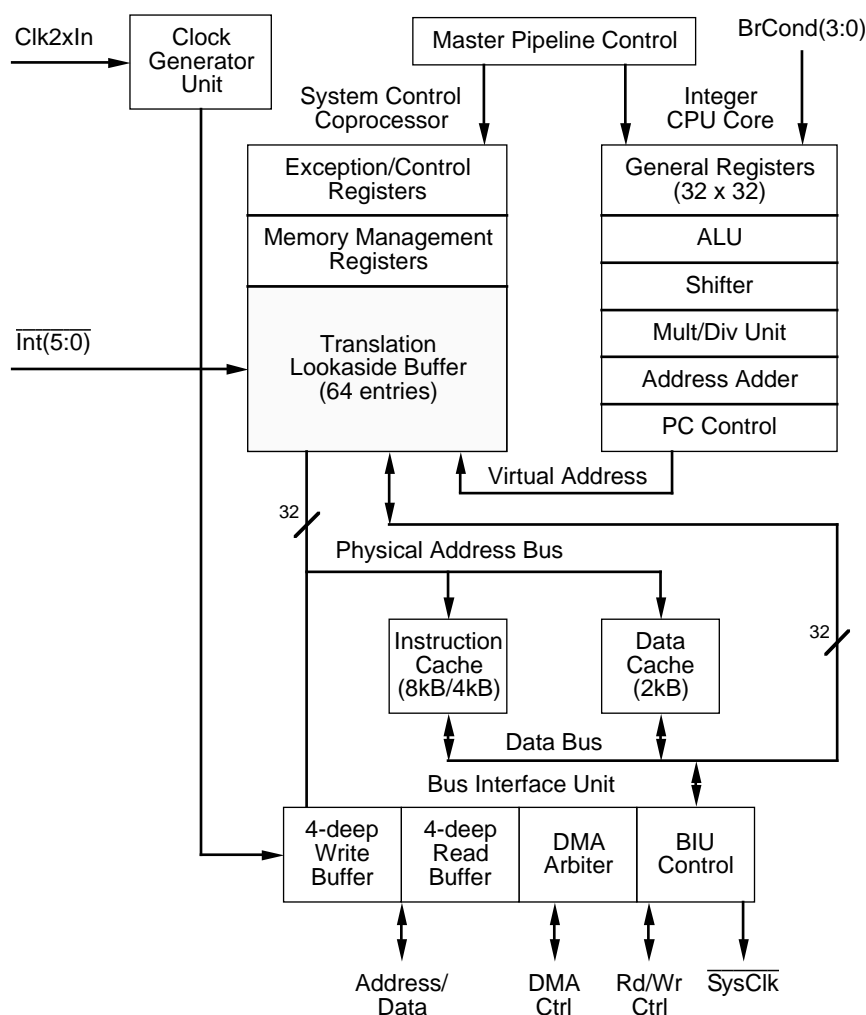 Clk2xIn
Clock
Generator
Unit
Master Pipeline Control
BrCond(3:0)
System Control
Coprocessor
Integer
CPU Core
Exception/Control
Registers
Memory Management
Registers
Translation
Lookaside Buffer
(64 entries)
Int(5:0)
General Registers
(32 x 32)
ALU
Shifter
Mult/Div Unit
Address Adder
PC Control
Virtual Address
32
Physical Address Bus
Instruction
Cache
(8kB/4kB)
Data
Cache
(2kB)
32
Data Bus
Bus Interface Unit
4-deep
Write
Buffer
4-deep
Read
Buffer
DMA
Arbiter
BIU
Control
Address/
Data
DMA
Ctrl
Rd/Wr
Ctrl
SysClk